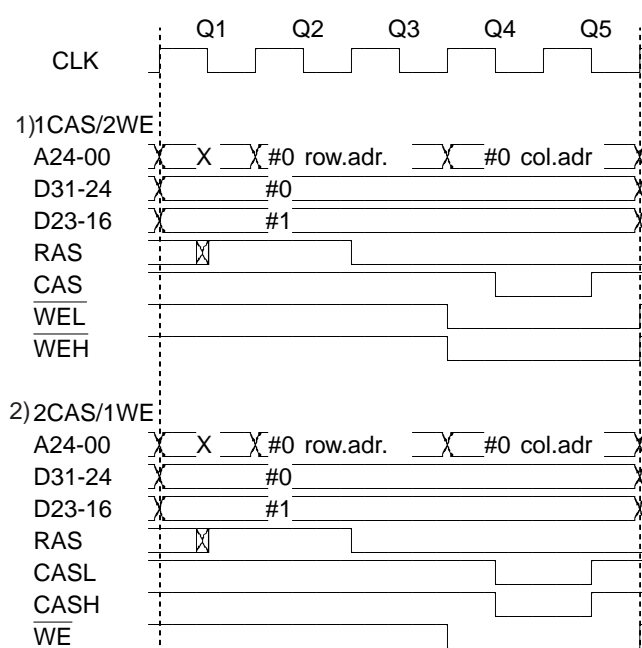 Q1 Q2 Q3 Q4 Q5
CLK
1)1CAS/2WE
A24-00 X #0 row.adr. #0 col.adr
D31-24 #0
D23-16 #1
RAS
CAS
WEL
WEH
2)2CAS/1WE
A24-00 X #0 row.adr. #0 col.adr
D31-24 #0
D23-16 #1
RAS
CASL
CASH
WE